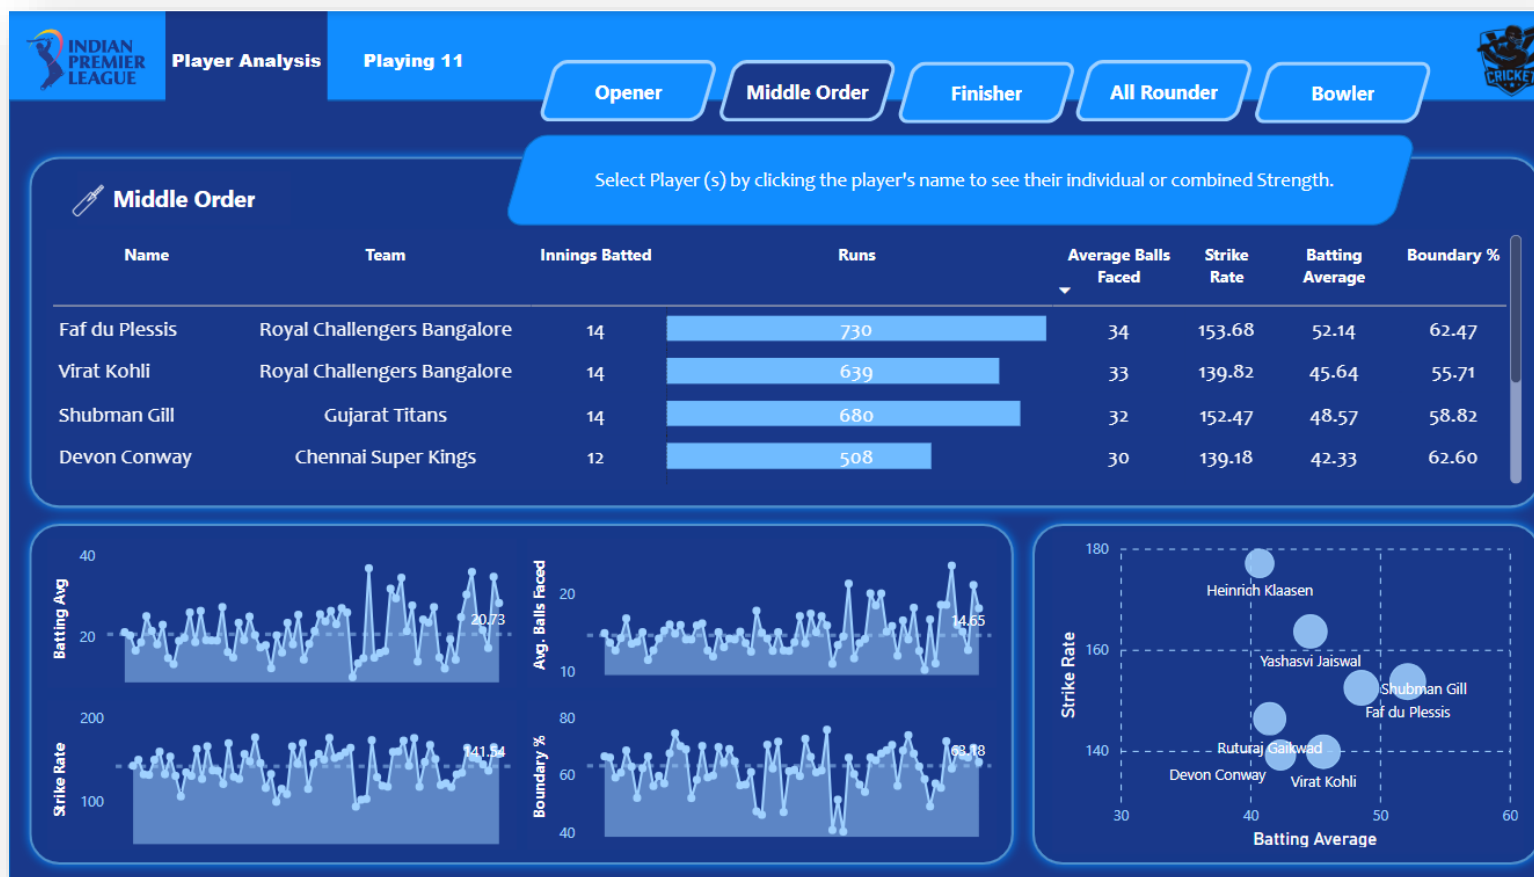 INDIAN
PREMIER
LEAGUE
Player Analysis
Playing 11
Opener
Middle Order
Finisher
All Rounder
Bowler
CRICKET
Select Player (s) by clicking the player's name to see their individual or combined Strength.
Middle Order
Name Team Innings Batted Runs Average Balls Faced Strike Rate Batting Average Boundary %
Faf du Plessis Royal Challengers Bangalore 14 730 34 153.68 52.14 62.47
Virat Kohli Royal Challengers Bangalore 14 639 33 139.82 45.64 55.71
Shubman Gill Gujarat Titans 14 680 32 152.47 48.57 58.82
Devon Conway Chennai Super Kings 12 508 30 139.18 42.33 62.60
Batting Avg
40
20
20.73
Avg. Balls Faced
20
10
14.65
Strike Rate
200
100
141.54
Boundary %
80
60
40
63.18
Strike Rate
180
160
140
Heinrich Klaasen
Yashasvi Jaiswal
Shubman Gill
Faf du Plessis
Ruturaj Gaikwad
Devon Conway
Virat Kohli
30 40 50 60
Batting Average